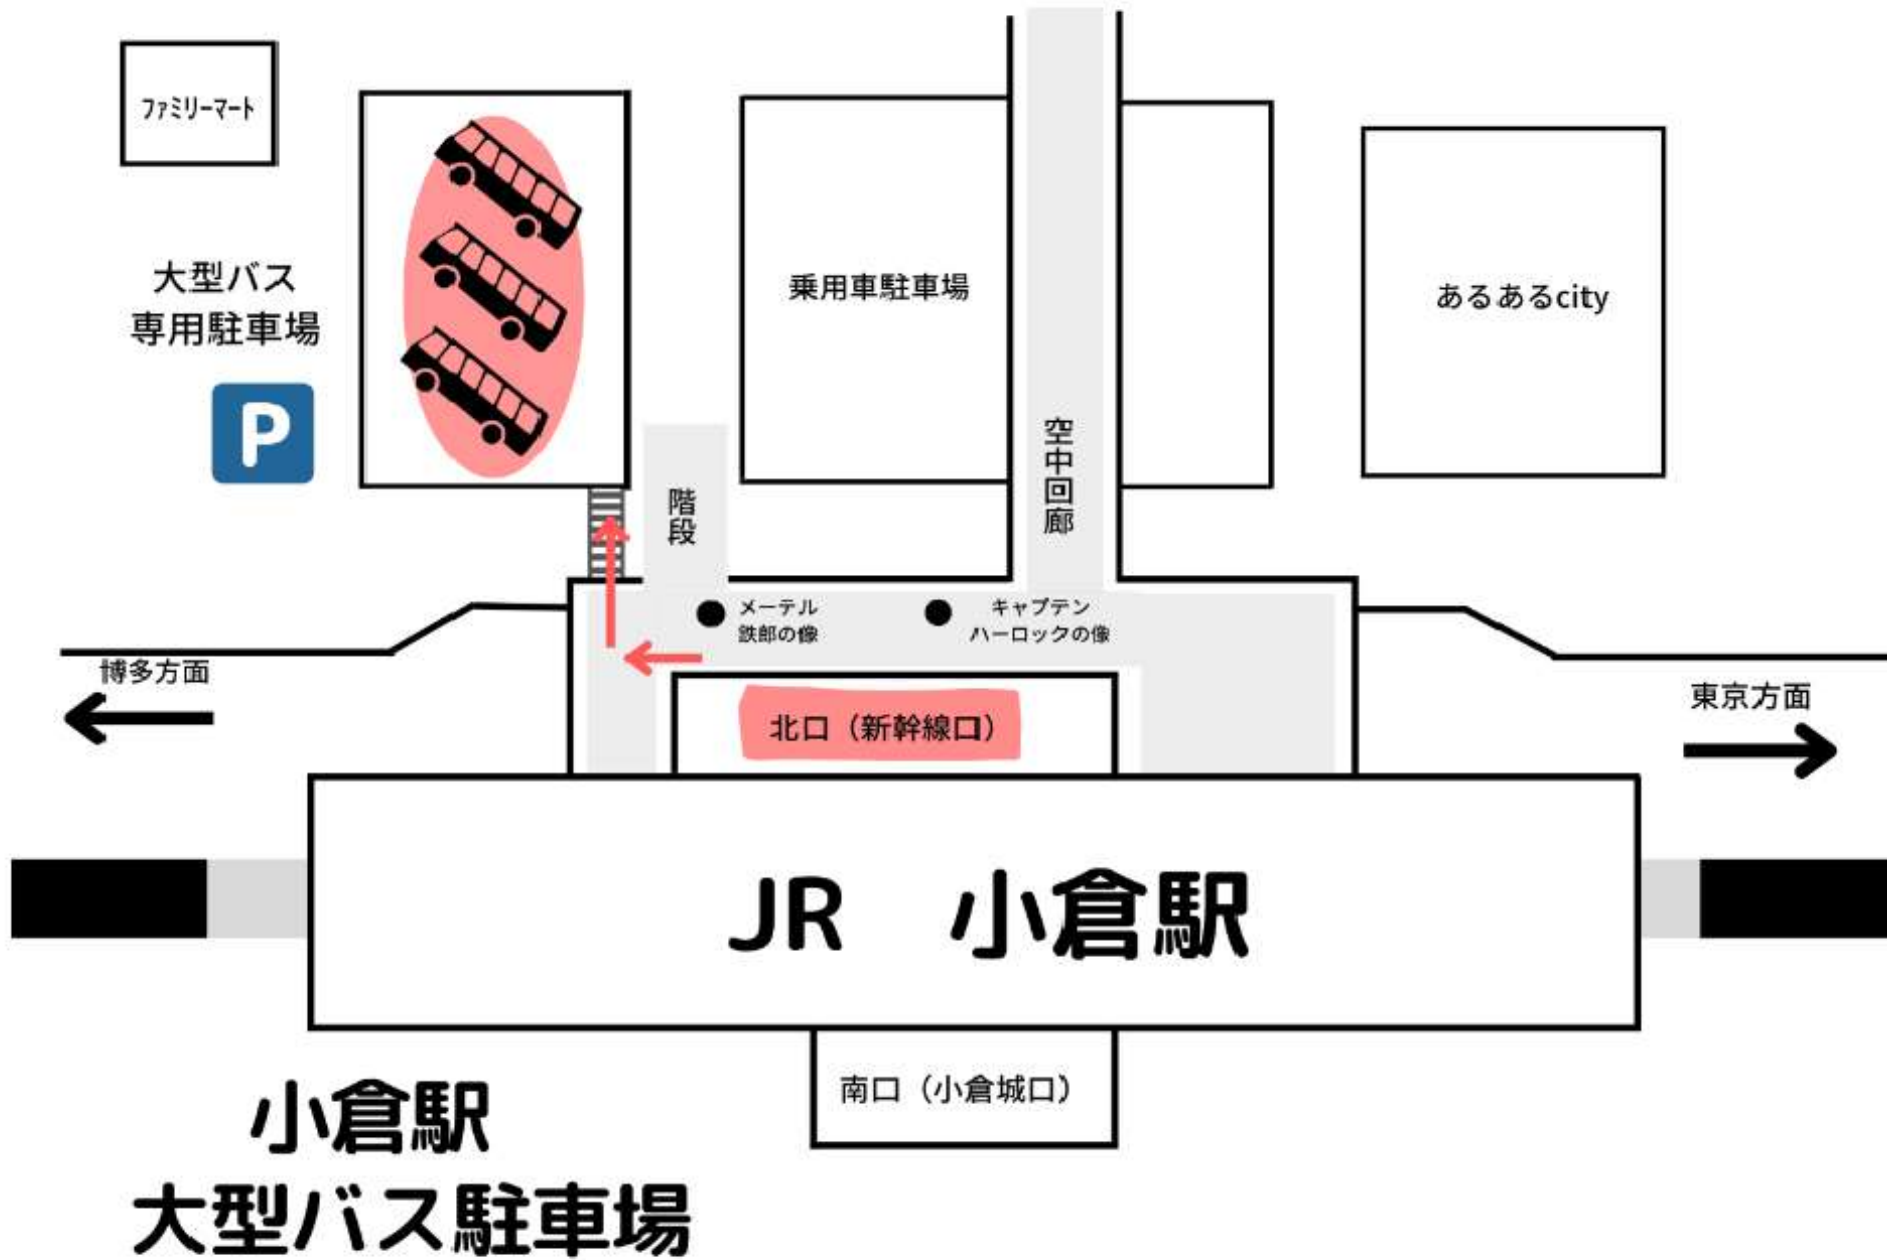 ファミリーマート
大型バス
専用駐車場
P
乗用車駐車場
あるあるcity
空中回廊
階段
メーテル
鉄郎の像
キャプテン
ハーロックの像
博多方面
東京方面
北口（新幹線口）
JR　小倉駅
南口（小倉城口）
小倉駅
大型バス駐車場